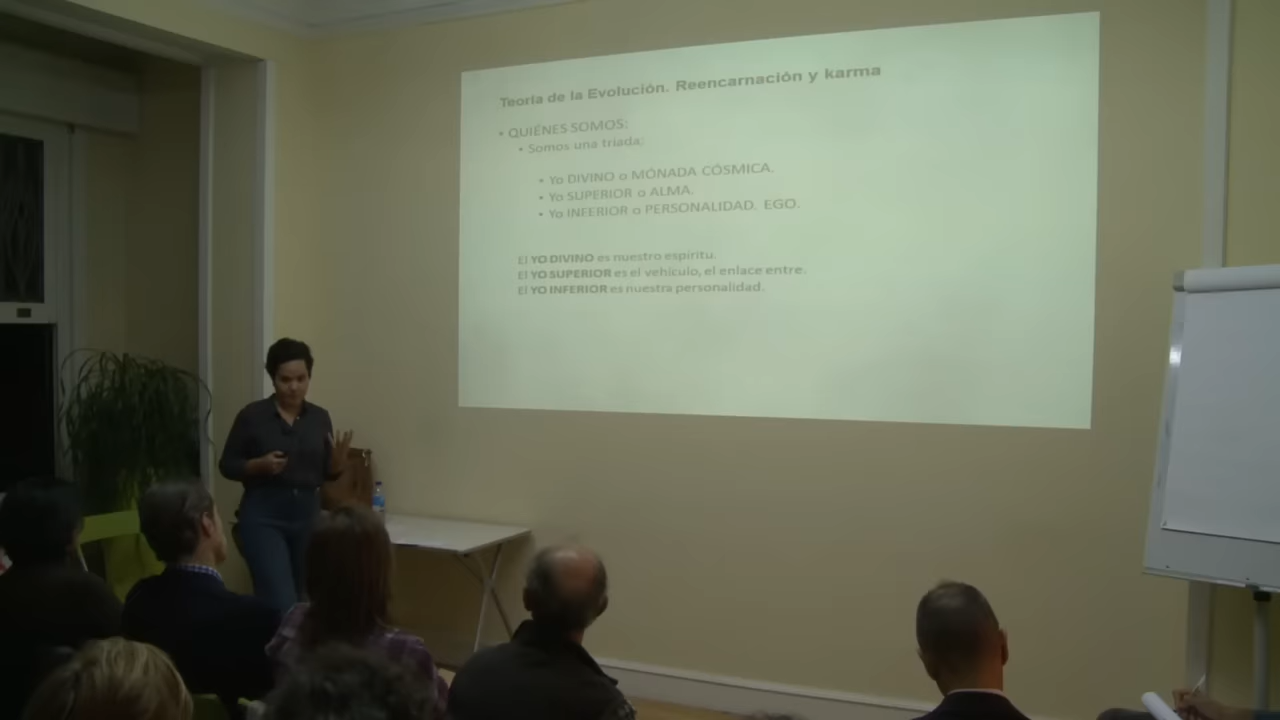 Teoría de la Evolución. Reencarnación y karma
• QUIÉNES SOMOS:
• Somos una triada:
• Yo DIVINO o MÓNADA CÓSMICA.
• Yo SUPERIOR o ALMA.
• Yo INFERIOR o PERSONALIDAD. EGO.
El YO DIVINO es nuestro espíritu.
El YO SUPERIOR es el vehículo, el enlace entre.
El YO INFERIOR es nuestra personalidad.